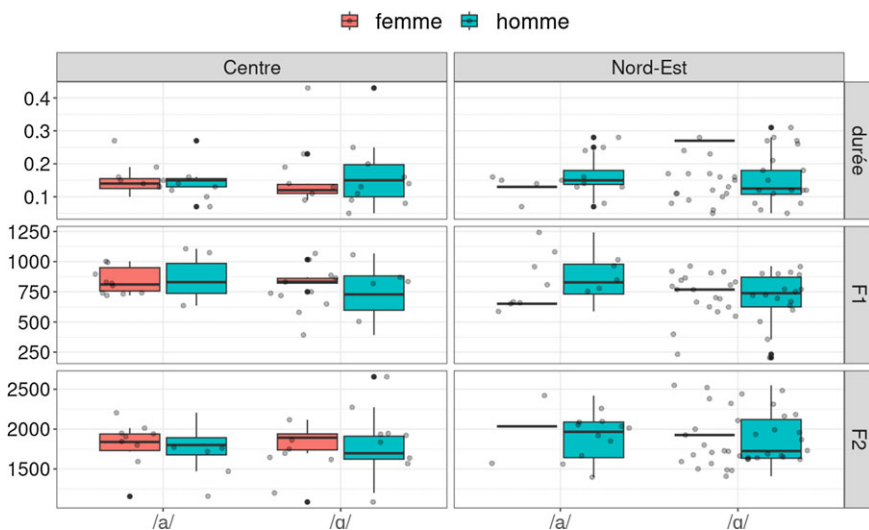 femme homme
Centre Nord-Est
0.4
0.3
0.2
0.1
durée
1250
1000
750
500
250
F1
2500
2000
1500
F2
/a/ /ɑ/ /a/ /ɑ/